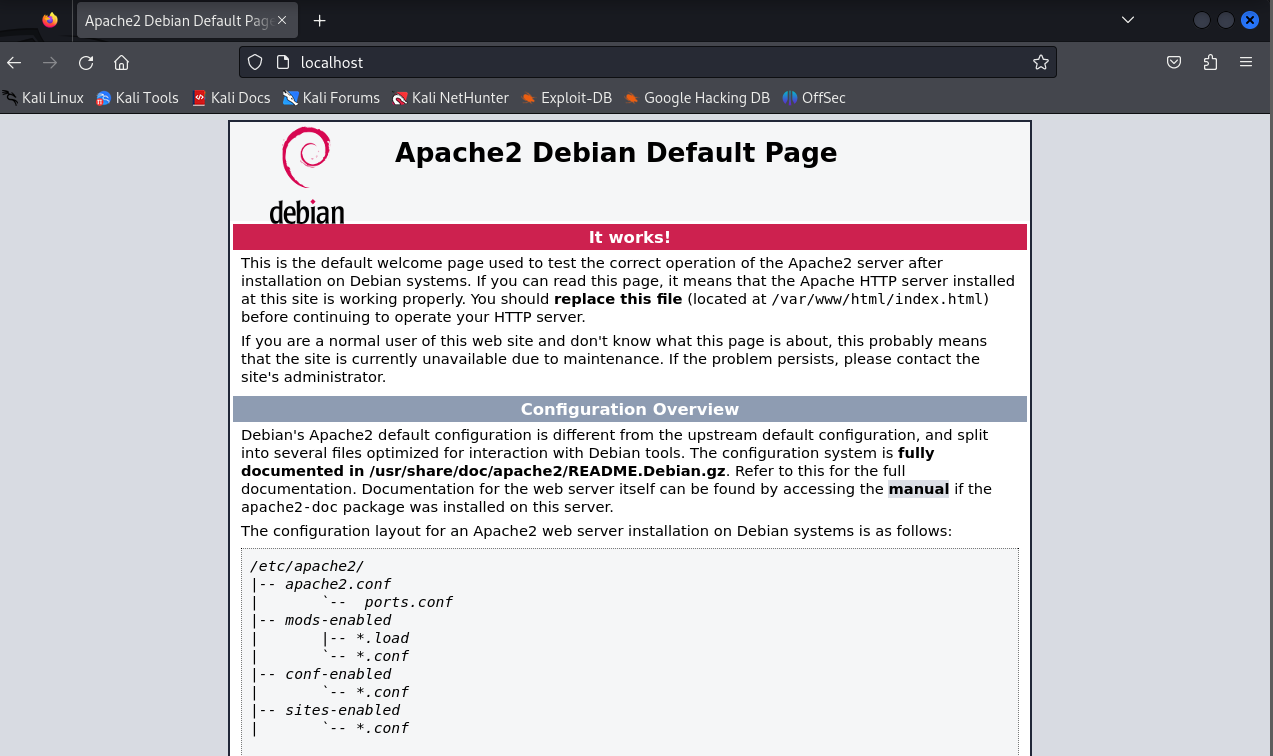 Apache2 Debian Default Page
localhost
Kali Linux Kali Tools Kali Docs Kali Forums Kali NetHunter Exploit-DB Google Hacking DB OffSec
debian
Apache2 Debian Default Page
It works!
This is the default welcome page used to test the correct operation of the Apache2 server after
installation on Debian systems. If you can read this page, it means that the Apache HTTP server installed
at this site is working properly. You should replace this file (located at /var/www/html/index.html)
before continuing to operate your HTTP server.
If you are a normal user of this web site and don't know what this page is about, this probably means
that the site is currently unavailable due to maintenance. If the problem persists, please contact the
site's administrator.
Configuration Overview
Debian's Apache2 default configuration is different from the upstream default configuration, and split
into several files optimized for interaction with Debian tools. The configuration system is fully
documented in /usr/share/doc/apache2/README.Debian.gz. Refer to this for the full
documentation. Documentation for the web server itself can be found by accessing the manual if the
apache2-doc package was installed on this server.
The configuration layout for an Apache2 web server installation on Debian systems is as follows:
/etc/apache2/
|-- apache2.conf
|       `--  ports.conf
|-- mods-enabled
|       |-- *.load
|       `-- *.conf
|-- conf-enabled
|       `-- *.conf
|-- sites-enabled
|       `-- *.conf